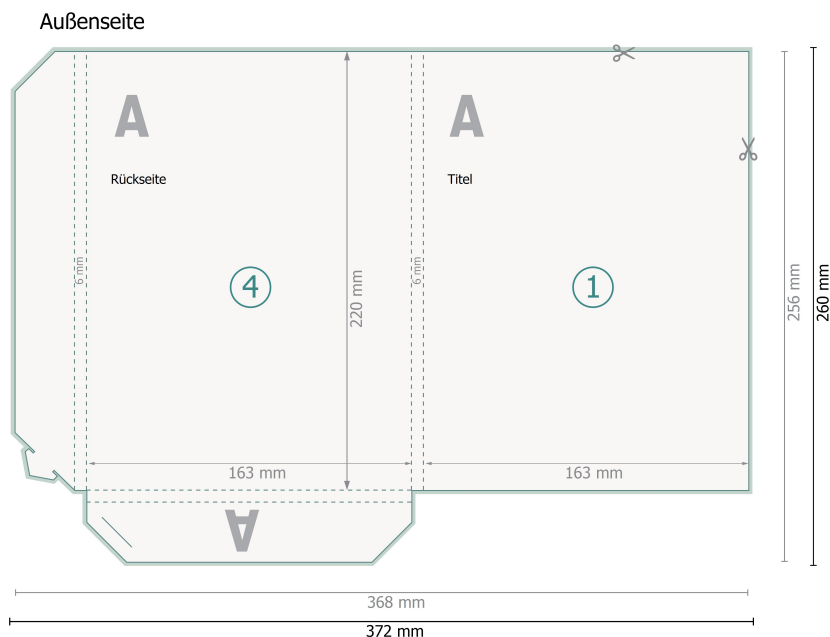 Außenseite
A
A
Rückseite
Titel
6 mm
6 mm
4
220 mm
1
256 mm
260 mm
163 mm
163 mm
A
368 mm
372 mm